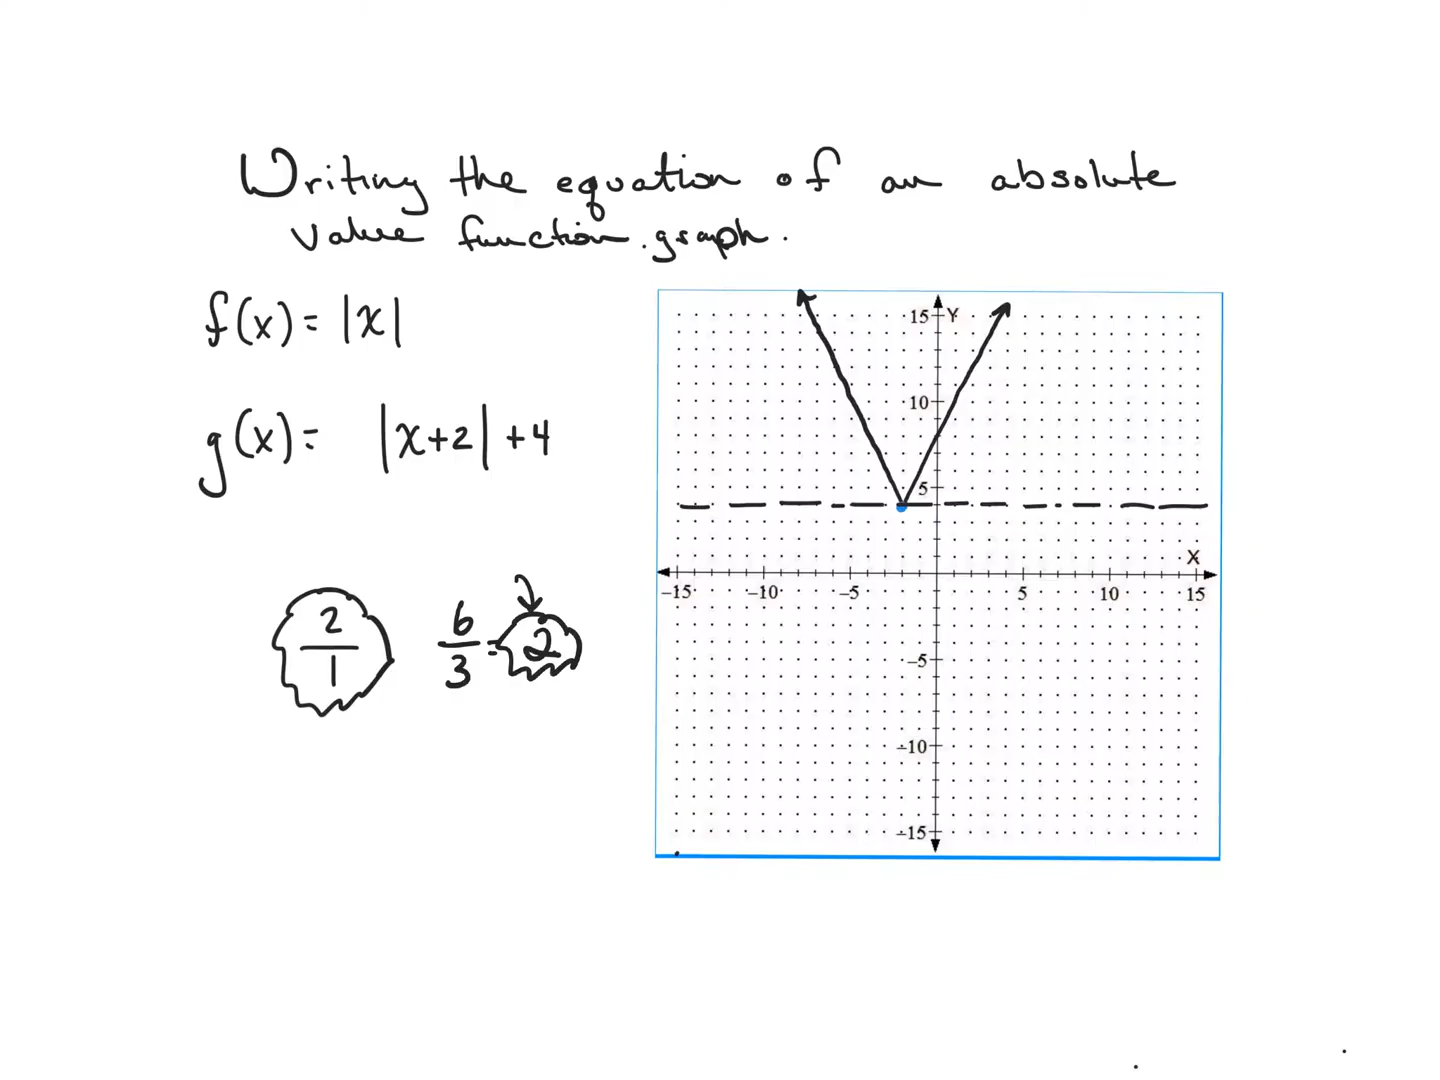 Writing the equation of an absolute
value function graph.
f(x) = |x|
g(x) = |x+2| +4
2/1
6/3 = 2
15 Y
10
5
X
-15 -10 -5 5 10 15
-5
-10
-15